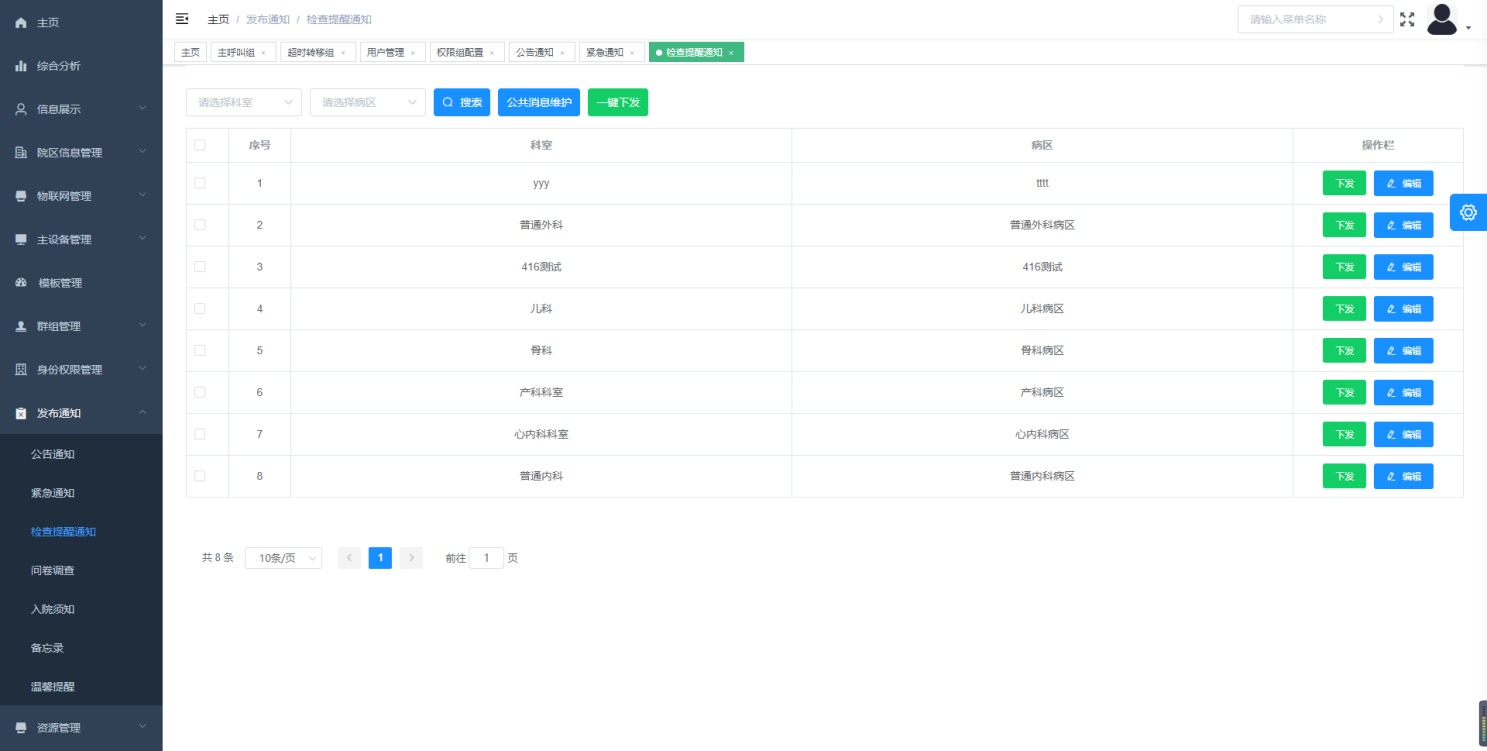 主页
综合分析
信息展示
院区信息管理
物联网管理
主设备管理
模板管理
群组管理
身份权限管理
发布通知
公告通知
紧急通知
检查提醒通知
问卷调查
入院须知
备忘录
温馨提醒
资源管理
主页 / 发布通知 / 检查提醒通知
请输入菜单名称
主页 主呼叫组 × 超时转移组 × 用户管理 × 权限组配置 × 公告通知 × 紧急通知 × 检查提醒通知 ×
请选择科室 请选择病区 搜索 公共消息维护 一键下发
序号 科室 病区 操作栏
1 yyy tttt 下发 编辑
2 普通外科 普通外科病区 下发 编辑
3 416测试 416测试 下发 编辑
4 儿科 儿科病区 下发 编辑
5 骨科 骨科病区 下发 编辑
6 产科科室 产科病区 下发 编辑
7 心内科科室 心内科病区 下发 编辑
8 普通内科 普通内科病区 下发 编辑
共 8 条 10条/页 1 前往 1 页